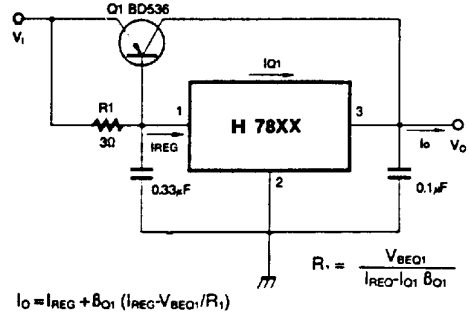 Q1 BD536
VI
IQ1
R1
3Ω
1
IREG
H 78XX
3
IO
VO
2
0.33μF
0.1μF
R1 = VBEQ1 / IREQ-IQ1 βQ1
IO = IREG + βQ1 (IREG-VBEQ1/R1)